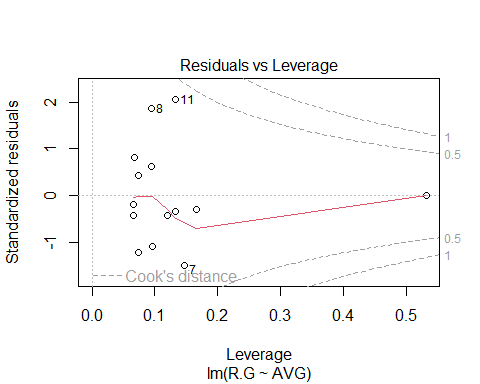 Residuals vs Leverage
Standardized residuals
2
1
0
-1
8
11
7
1
0.5
0.5
1
Cook's distance
0.0 0.1 0.2 0.3 0.4 0.5
Leverage
lm(R.G ~ AVG)